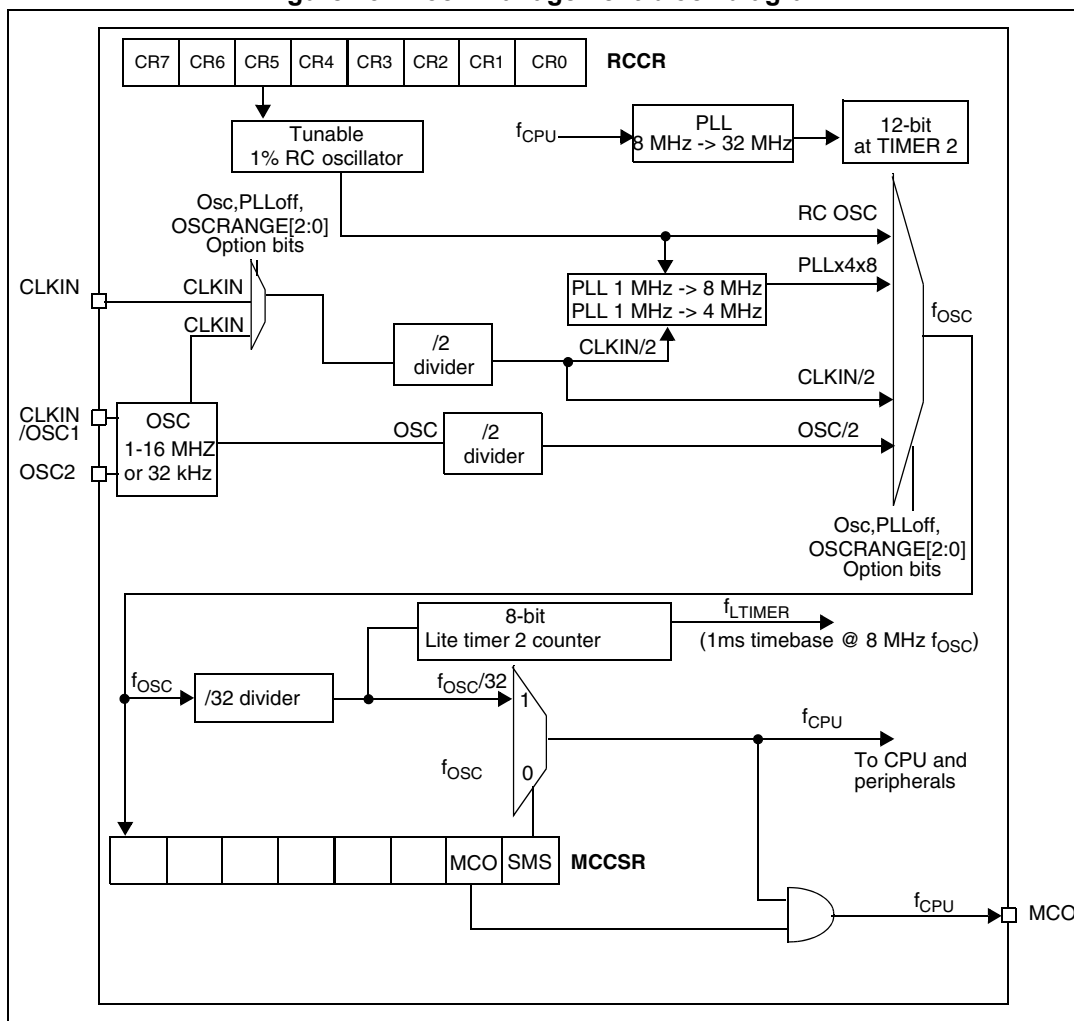 CR7 CR6 CR5 CR4 CR3 CR2 CR1 CR0 RCCR
Tunable
1% RC oscillator
fCPU
PLL
8 MHz -> 32 MHz
12-bit
at TIMER 2
Osc,PLLoff,
OSCRANGE[2:0]
Option bits
RC OSC
PLLx4x8
CLKIN
CLKIN
CLKIN
PLL 1 MHz -> 8 MHz
PLL 1 MHz -> 4 MHz
fOSC
/2
divider
CLKIN/2
CLKIN/2
CLKIN
/OSC1
OSC2
OSC
1-16 MHZ
or 32 kHz
OSC
/2
divider
OSC/2
Osc,PLLoff,
OSCRANGE[2:0]
Option bits
8-bit
Lite timer 2 counter
fLTIMER
(1ms timebase @ 8 MHz fOSC)
fOSC
/32 divider
fOSC/32
1
fOSC
0
fCPU
To CPU and
peripherals
MCO SMS MCCSR
fCPU
MCO